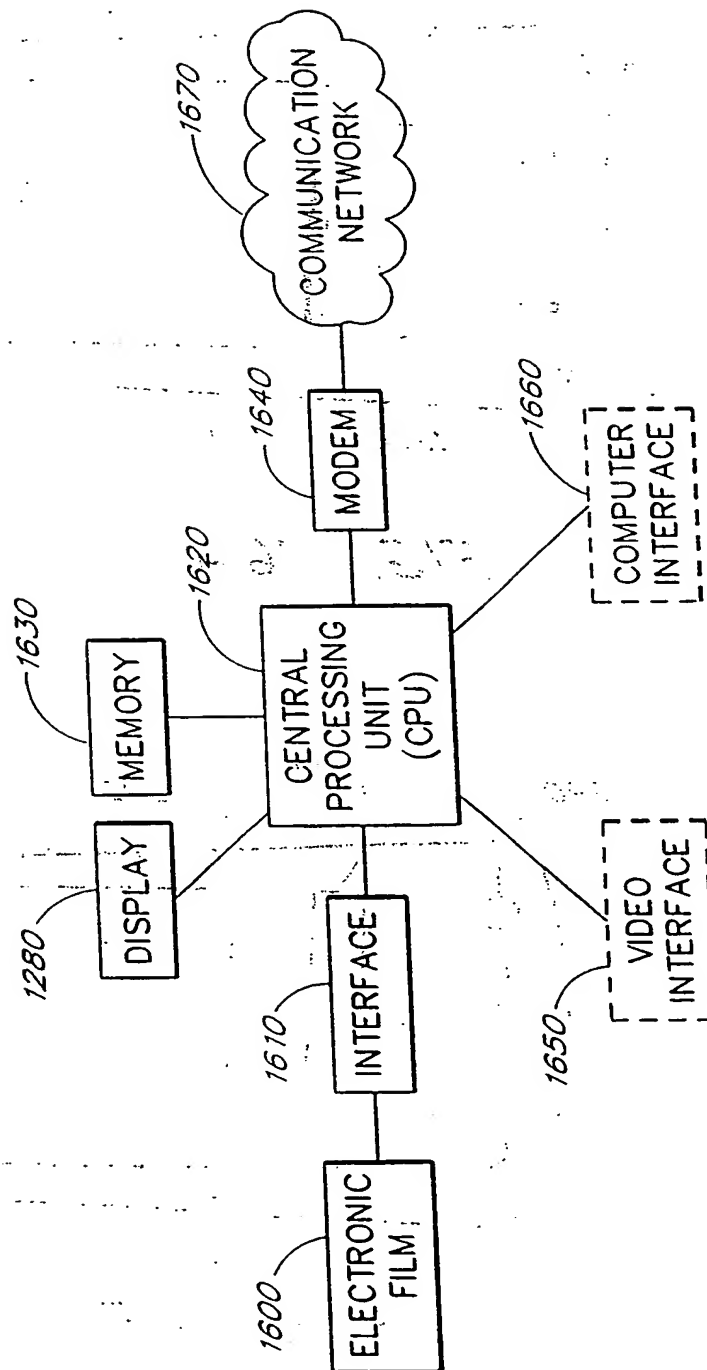 1280
DISPLAY
1630
MEMORY
1600
ELECTRONIC
FILM
1610
INTERFACE
1620
CENTRAL
PROCESSING
UNIT
(CPU)
1640
MODEM
1670
COMMUNICATION
NETWORK
1650
VIDEO
INTERFACE
1660
COMPUTER
INTERFACE